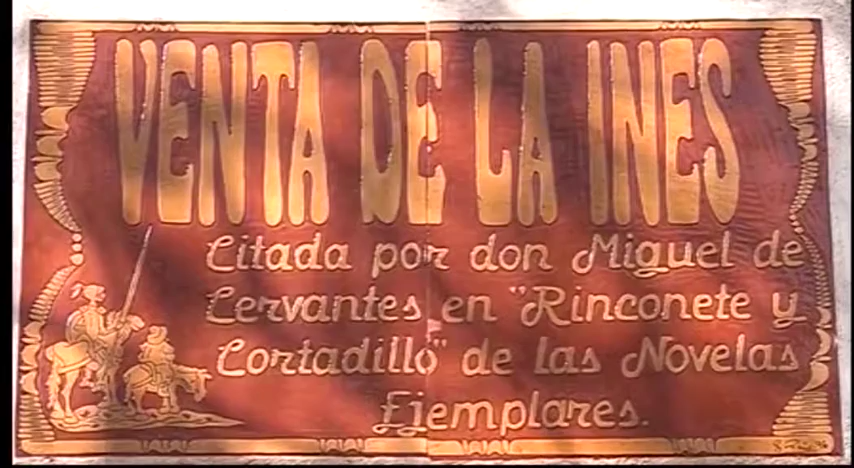 VENTA DE LA INES
Citada por don Miguel de
Cervantes en "Rinconete y
Cortadillo" de las Novelas
Ejemplares.